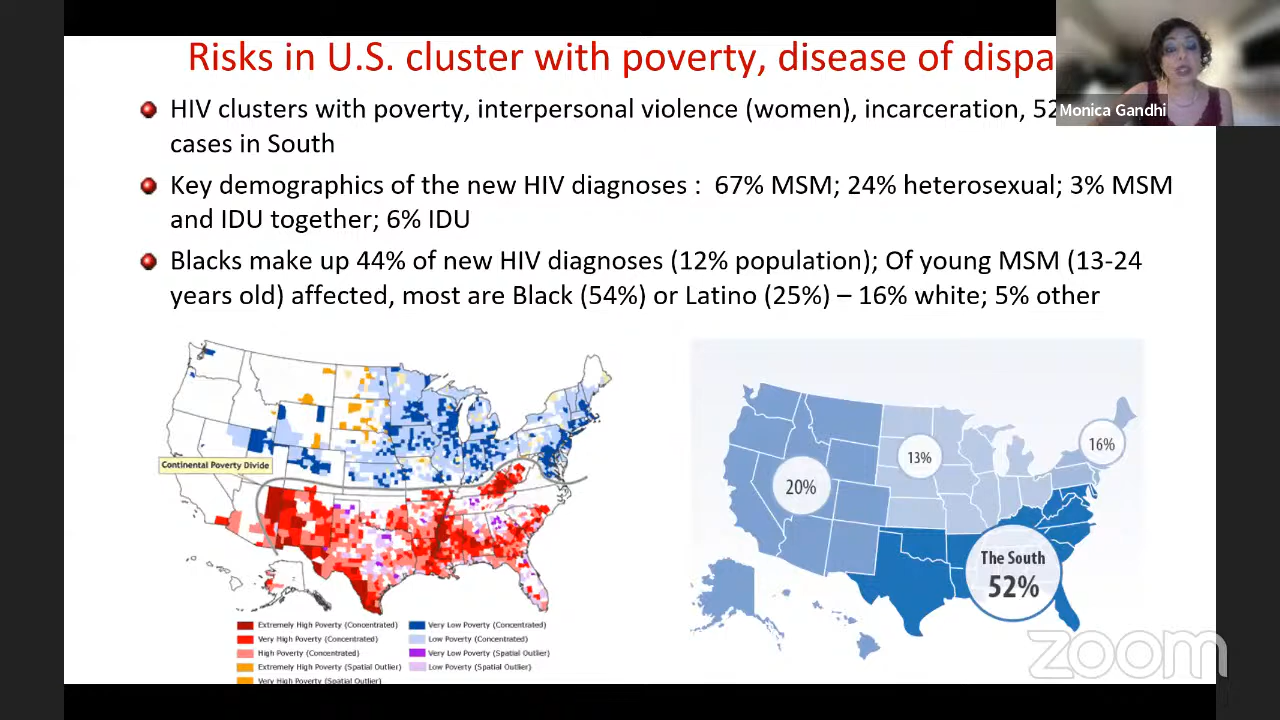 Risks in U.S. cluster with poverty, disease of dispa
Monica Gandhi
HIV clusters with poverty, interpersonal violence (women), incarceration, 52
cases in South
Key demographics of the new HIV diagnoses : 67% MSM; 24% heterosexual; 3% MSM
and IDU together; 6% IDU
Blacks make up 44% of new HIV diagnoses (12% population); Of young MSM (13-24
years old) affected, most are Black (54%) or Latino (25%) – 16% white; 5% other
Continental Poverty Divide
Extremely High Poverty (Concentrated)
Very High Poverty (Concentrated)
High Poverty (Concentrated)
Extremely High Poverty (Spatial Outlier)
Very High Poverty (Spatial Outlier)
Very Low Poverty (Concentrated)
Low Poverty (Concentrated)
Very Low Poverty (Spatial Outlier)
Low Poverty (Spatial Outlier)
20%
13%
16%
The South
52%
zoom